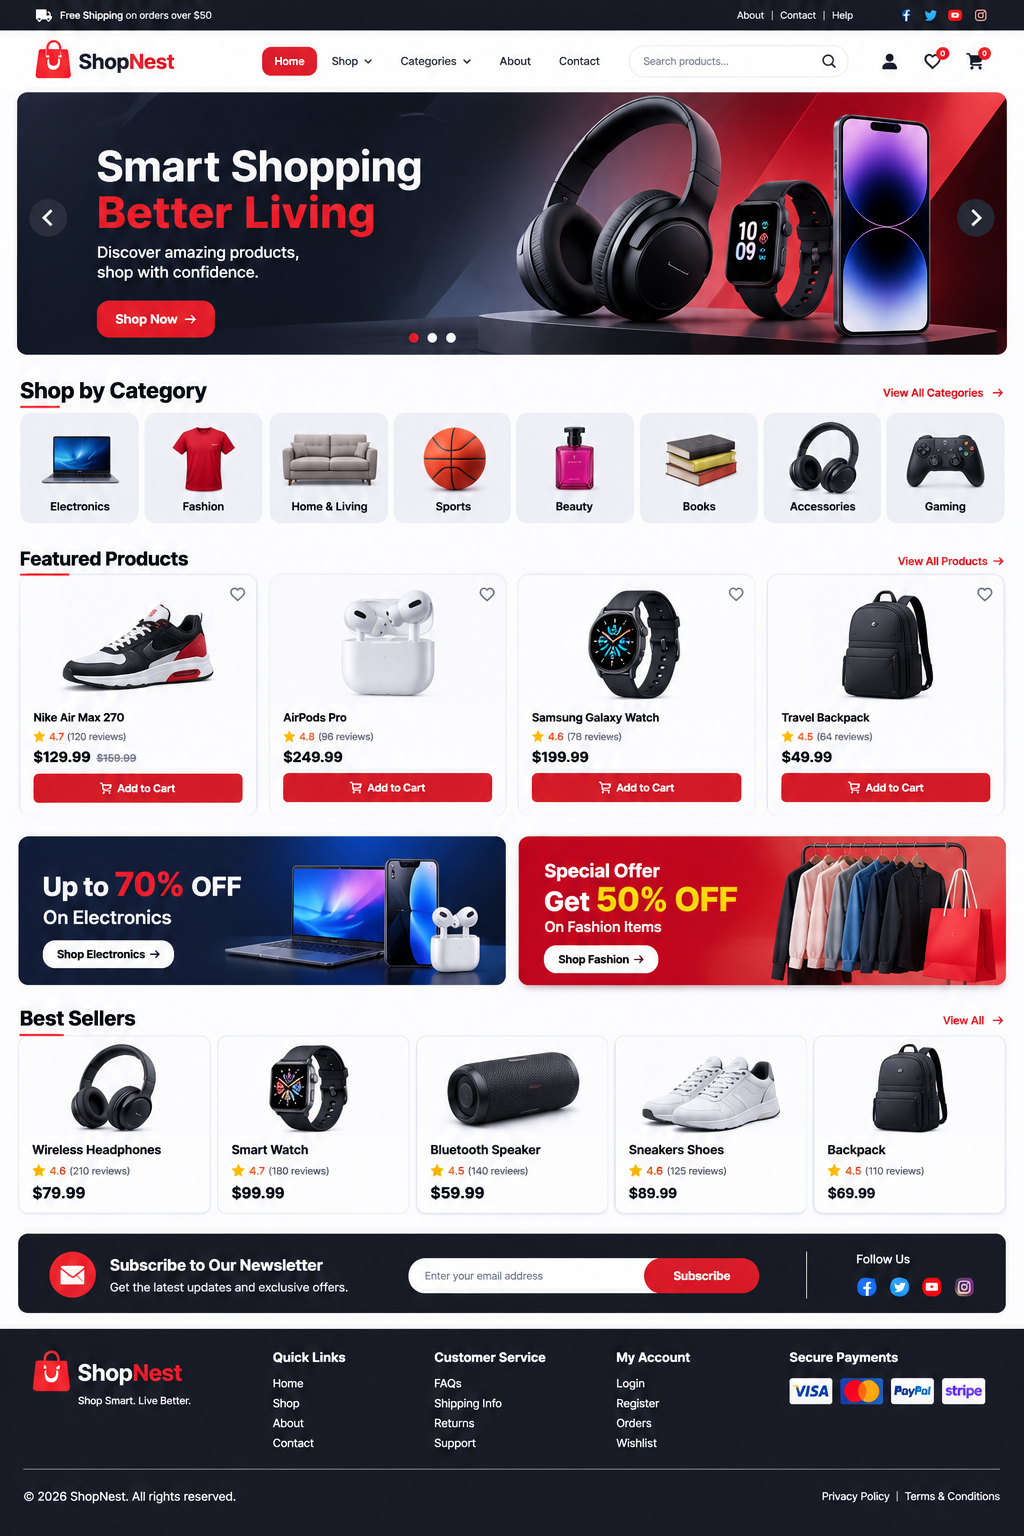 Free Shipping on orders over $50
About | Contact | Help
ShopNest
Home
Shop
Categories
About
Contact
Search products...
0
0
Smart Shopping
Better Living
Discover amazing products,
shop with confidence.
Shop Now →
10
09
Shop by Category
View All Categories →
Electronics
Fashion
Home & Living
Sports
Beauty
Books
Accessories
Gaming
Featured Products
View All Products →
Nike Air Max 270
4.7 (120 reviews)
$129.99 $159.99
Add to Cart
AirPods Pro
4.8 (96 reviews)
$249.99
Add to Cart
Samsung Galaxy Watch
4.6 (78 reviews)
$199.99
Add to Cart
Travel Backpack
4.5 (64 reviews)
$49.99
Add to Cart
Up to 70% OFF
On Electronics
Shop Electronics →
Special Offer
Get 50% OFF
On Fashion Items
Shop Fashion →
Best Sellers
View All →
Wireless Headphones
4.6 (210 reviews)
$79.99
Smart Watch
4.7 (180 reviews)
$99.99
Bluetooth Speaker
4.5 (140 reviews)
$59.99
Sneakers Shoes
4.6 (125 reviews)
$89.99
Backpack
4.5 (110 reviews)
$69.99
Subscribe to Our Newsletter
Get the latest updates and exclusive offers.
Enter your email address
Subscribe
Follow Us
ShopNest
Shop Smart. Live Better.
Quick Links
Home
Shop
About
Contact
Customer Service
FAQs
Shipping Info
Returns
Support
My Account
Login
Register
Orders
Wishlist
Secure Payments
VISA
PayPal
stripe
© 2026 ShopNest. All rights reserved.
Privacy Policy | Terms & Conditions